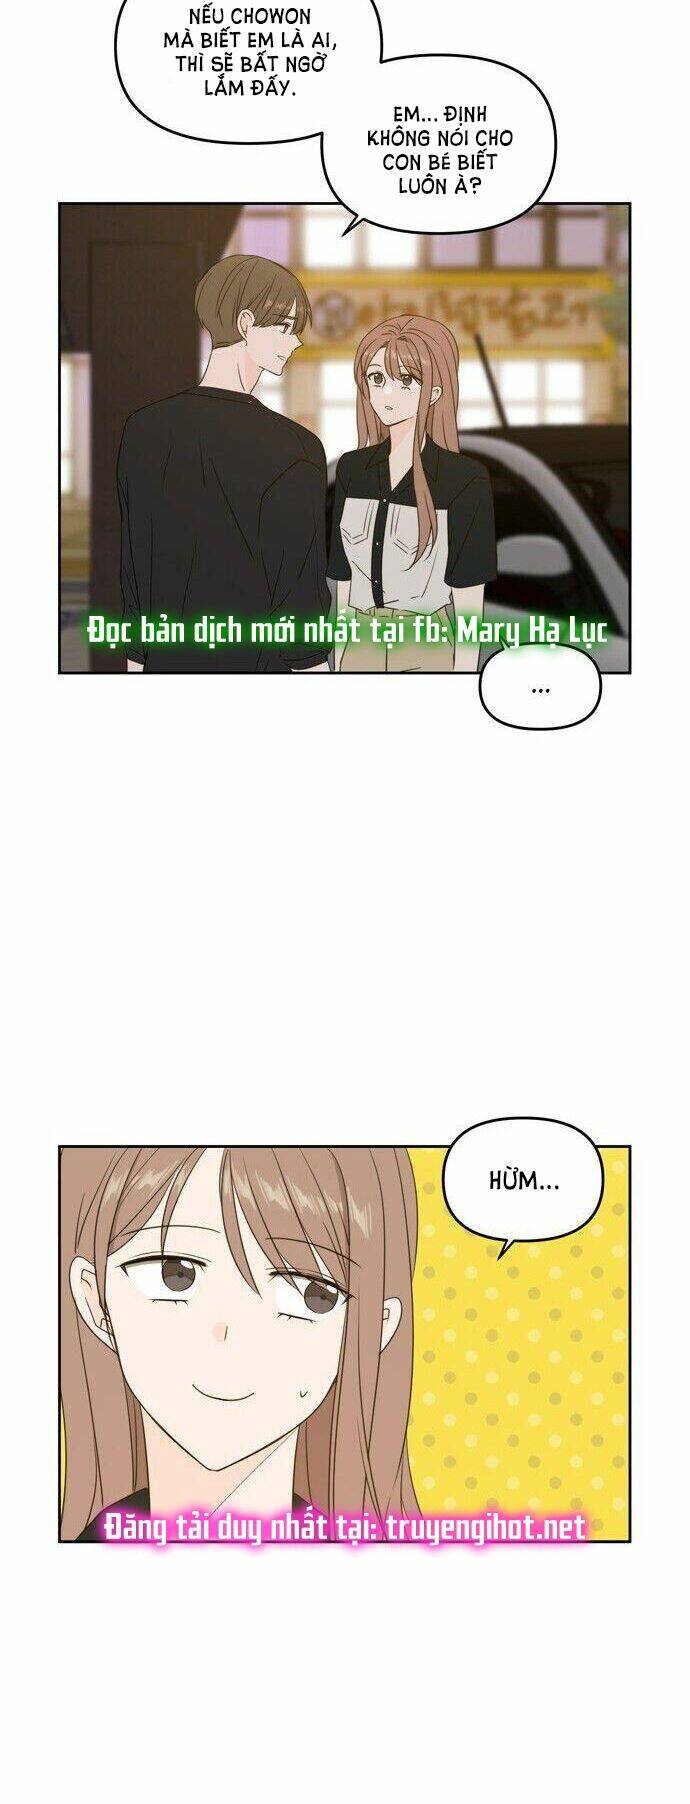 NẾU CHOWON
MÀ BIẾT EM LÀ AI,
THÌ SẼ BẤT NGỜ
LẮM ĐẤY.
EM... ĐỊNH
KHÔNG NÓI CHO
CON BÉ BIẾT
LUÔN À?
Đọc bản dịch mới nhất tại fb: Mary Hạ Lục
...
HỪM...
Đăng tải duy nhất tại: truyengihot.net